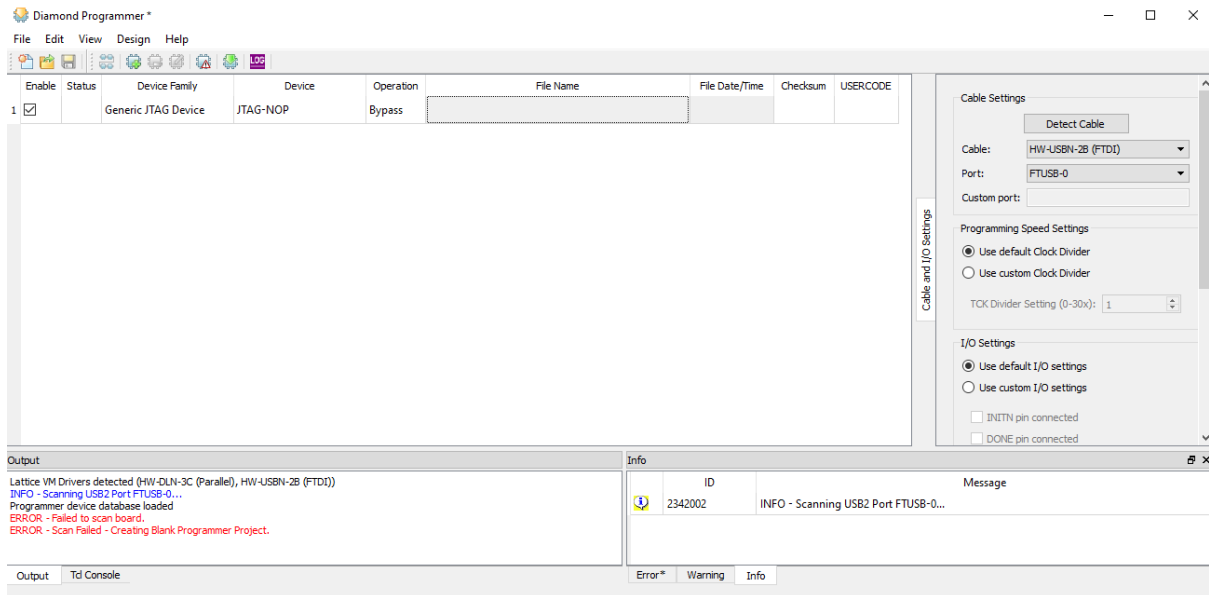 Diamond Programmer *
File Edit View Design Help
LOG
Enable Status Device Family Device Operation File Name File Date/Time Checksum USERCODE
1 Generic JTAG Device JTAG-NOP Bypass
Cable and I/O Settings
Cable Settings
Detect Cable
Cable: HW-USBN-2B (FTDI)
Port: FTUSB-0
Custom port:
Programming Speed Settings
Use default Clock Divider
Use custom Clock Divider
TCK Divider Setting (0-30x): 1
I/O Settings
Use default I/O settings
Use custom I/O settings
INITN pin connected
DONE pin connected
Output
Lattice VM Drivers detected (HW-DLN-3C (Parallel), HW-USBN-2B (FTDI))
INFO - Scanning USB2 Port FTUSB-0...
Programmer device database loaded
ERROR - Failed to scan board.
ERROR - Scan Failed - Creating Blank Programmer Project.
Output Tcl Console
Info
ID Message
2342002 INFO - Scanning USB2 Port FTUSB-0...
Error* Warning Info